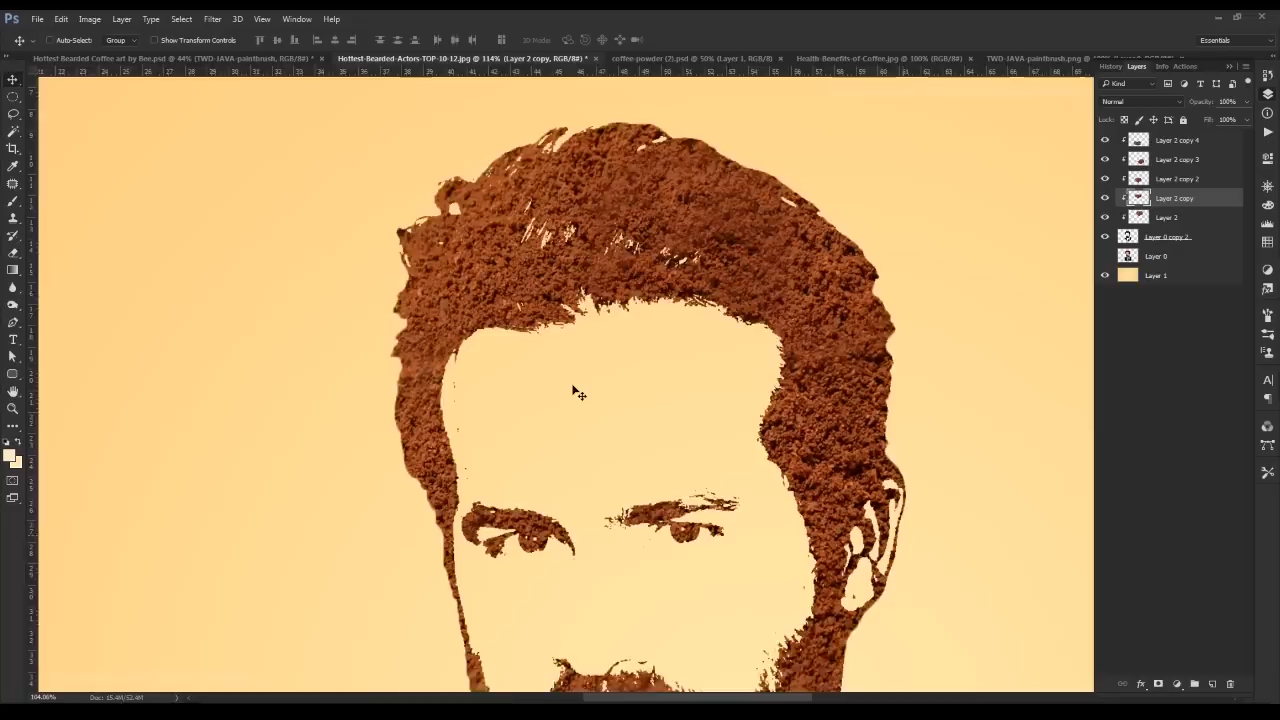 Ps File Edit Image Layer Type Select Filter 3D View Window Help
Auto-Select: Group Show Transform Controls 3D Mode: Essentials
Hottest Bearded Coffee art by Bee.psd @ 44% (TWO-JAVA-paintbrush, RGB/8#) * × Hottest-Bearded-Actors-TOP-10-12.jpg @ 114% (Layer 2 copy, RGB/8#) * × coffee-powder (2).psd @ 50% (Layer 1, RGB/8) × Health-Benefits-of-Coffee.jpg @ 100% (RGB/8#) × TWO-JAVA-paintbrush.png @
History Layers Info Actions
Kind
Normal Opacity: 100%
Lock: Fill: 100%
Layer 2 copy 4
Layer 2 copy 3
Layer 2 copy 2
Layer 2 copy
Layer 2
Layer 0 copy 2
Layer 0
Layer 1
104.06% Doc: 15.4M/52.4M